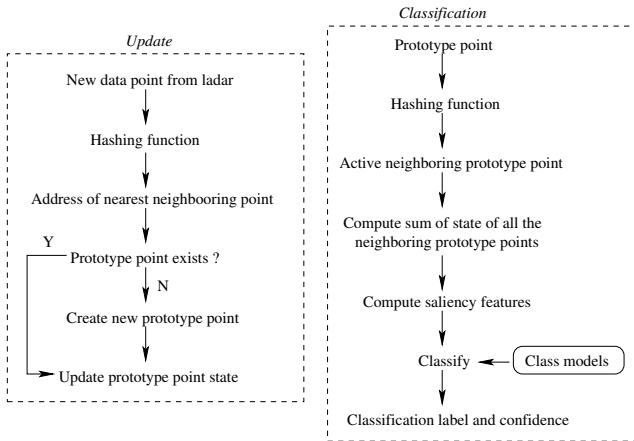 Update
New data point from ladar
Hashing function
Address of nearest neighbooring point
Y
Prototype point exists ?
N
Create new prototype point
Update prototype point state
Classification
Prototype point
Hashing function
Active neighboring prototype point
Compute sum of state of all the
neighboring prototype points
Compute saliency features
Classify
Class models
Classification label and confidence